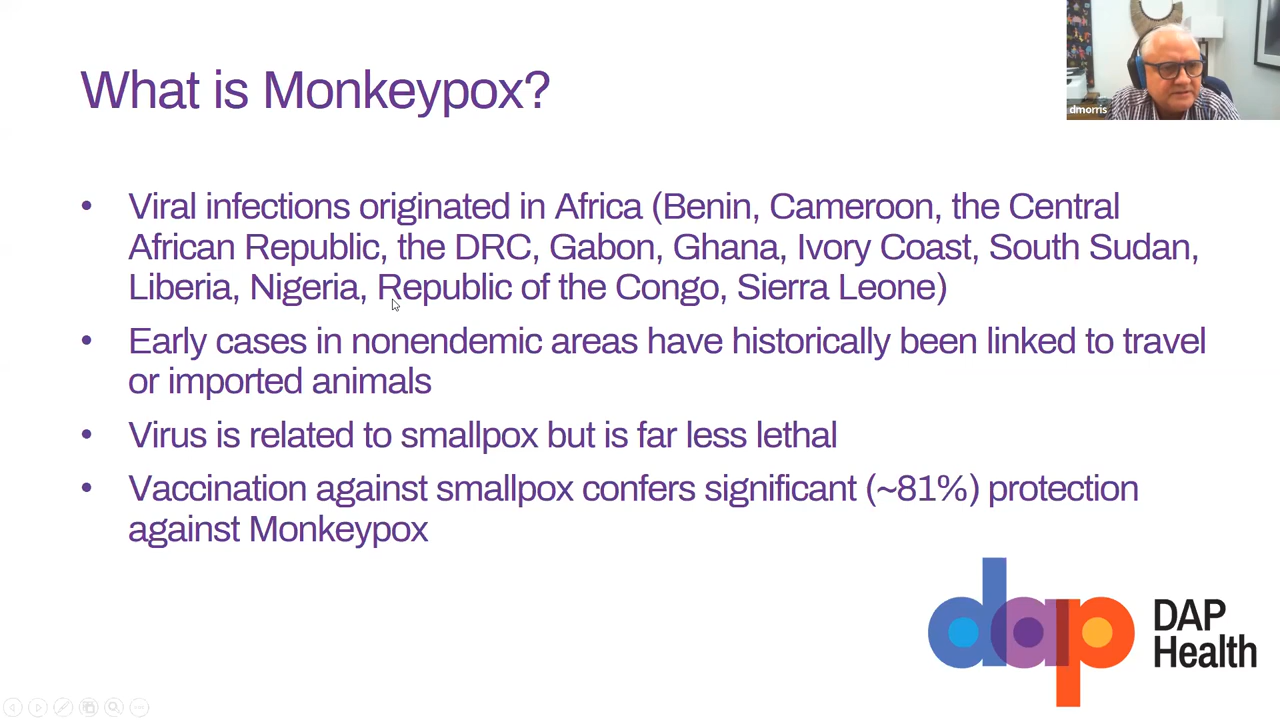 What is Monkeypox?
dmorris
• Viral infections originated in Africa (Benin, Cameroon, the Central
African Republic, the DRC, Gabon, Ghana, Ivory Coast, South Sudan,
Liberia, Nigeria, Republic of the Congo, Sierra Leone)
• Early cases in nonendemic areas have historically been linked to travel
or imported animals
• Virus is related to smallpox but is far less lethal
• Vaccination against smallpox confers significant (~81%) protection
against Monkeypox
dap
DAP
Health